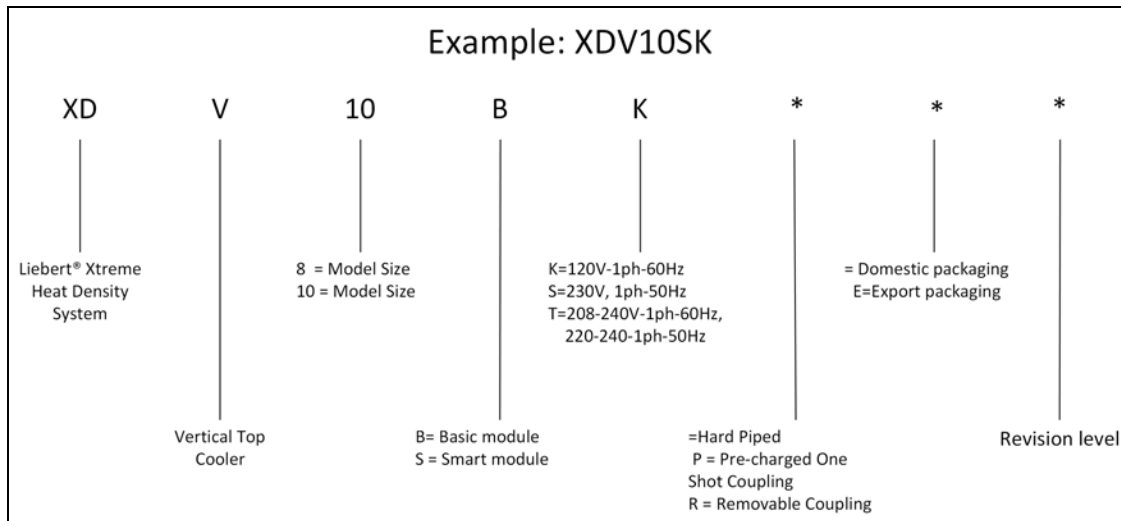 Example: XDV10SK
XD V 10 B K * * *
Liebert® Xtreme
Heat Density
System
8 = Model Size
10 = Model Size
K=120V-1ph-60Hz
S=230V, 1ph-50Hz
T=208-240V-1ph-60Hz,
220-240-1ph-50Hz
= Domestic packaging
E=Export packaging
Vertical Top
Cooler
B= Basic module
S = Smart module
=Hard Piped
P = Pre-charged One
Shot Coupling
R = Removable Coupling
Revision level